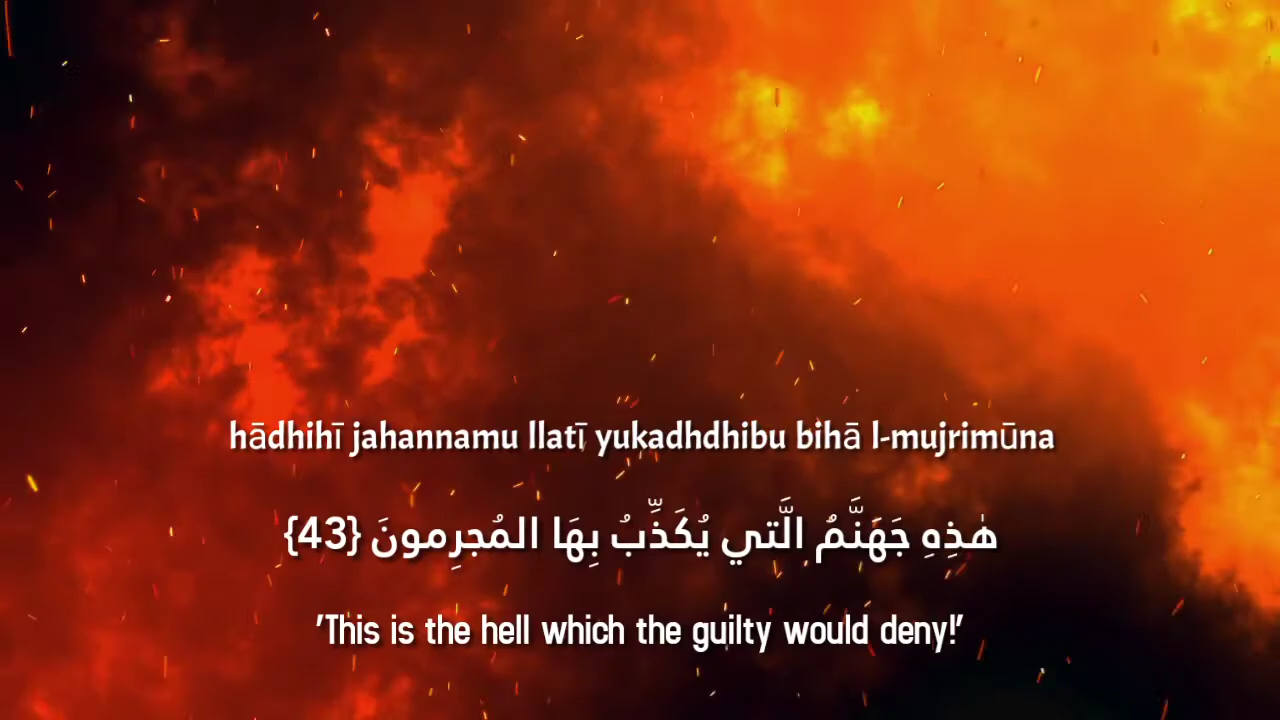 hādhihī jahannamu llatī yukadhdhibu bihā l-mujrimūna
هٰذِهِ جَهَنَّمُ الَّتي يُكَذِّبُ بِهَا المُجرِمونَ {43}
'This is the hell which the guilty would deny!'